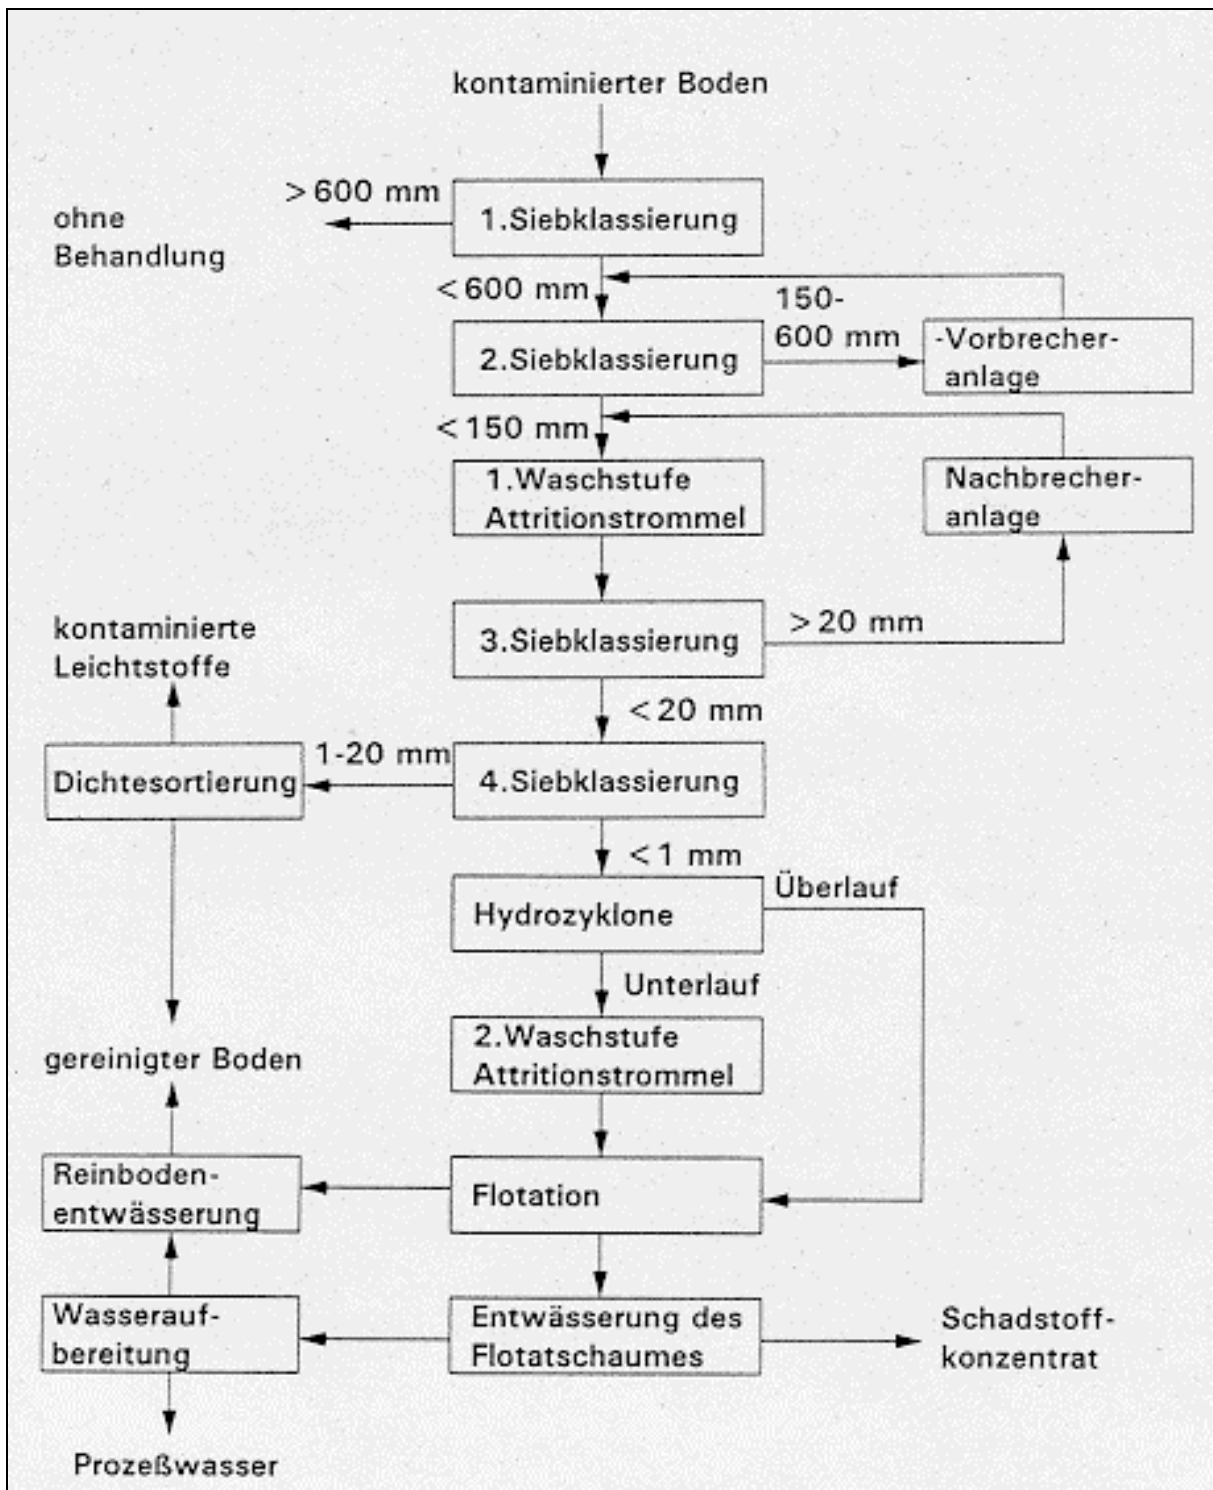 kontaminierter Boden
> 600 mm
ohne
Behandlung
1.Siebklassierung
< 600 mm
150-
600 mm
2.Siebklassierung
-Vorbrecher-
anlage
< 150 mm
1.Waschstufe
Attritionstrommel
Nachbrecher-
anlage
3.Siebklassierung
> 20 mm
kontaminierte
Leichtstoffe
< 20 mm
Dichtesortierung
1-20 mm
4.Siebklassierung
< 1 mm
Hydrozyklone
Überlauf
Unterlauf
2.Waschstufe
Attritionstrommel
gereinigter Boden
Reinboden-
entwässerung
Flotation
Wasserauf-
bereitung
Entwässerung des
Flotatschaumes
Schadstoff-
konzentrat
Prozeßwasser